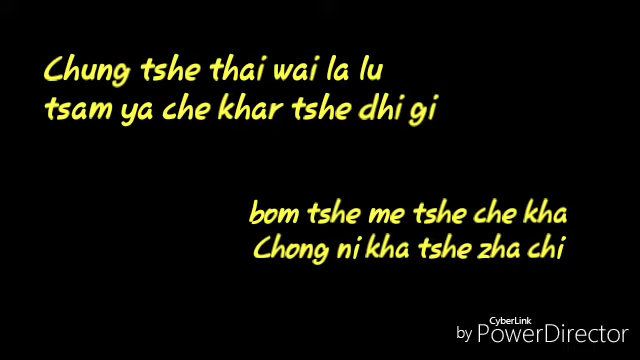 Chung tshe thai wai la lu
tsam ya che khar tshe dhi gi
bom tshe me tshe che kha
Chong ni kha tshe zha chi
CyberLink
by PowerDirector